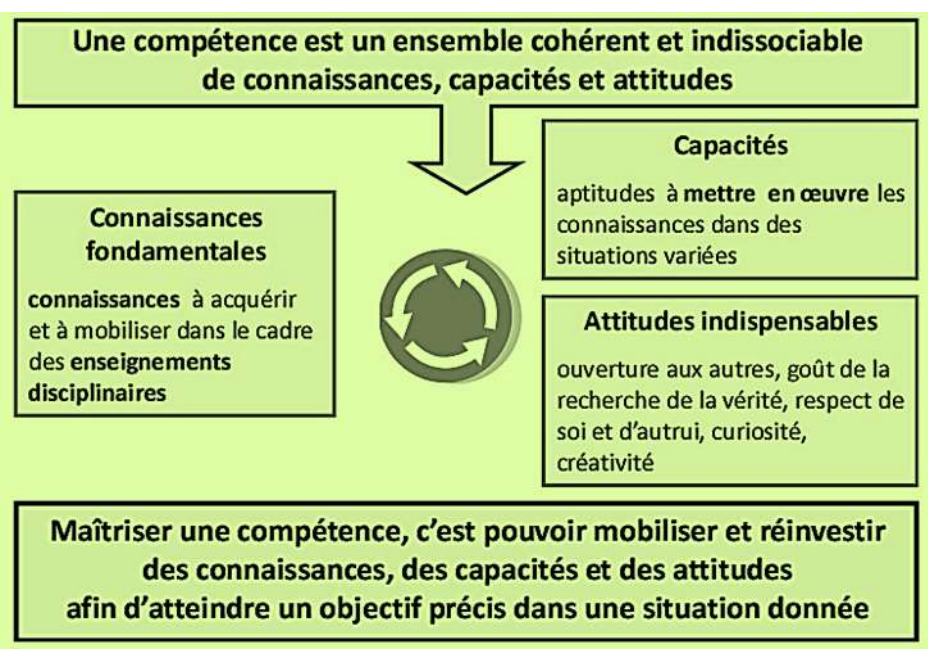 Une compétence est un ensemble cohérent et indissociable
de connaissances, capacités et attitudes
Connaissances
fondamentales
connaissances à acquérir
et à mobiliser dans le cadre
des enseignements
disciplinaires
Capacités
aptitudes à mettre en œuvre les
connaissances dans des
situations variées
Attitudes indispensables
ouverture aux autres, goût de la
recherche de la vérité, respect de
soi et d'autrui, curiosité,
créativité
Maîtriser une compétence, c'est pouvoir mobiliser et réinvestir
des connaissances, des capacités et des attitudes
afin d'atteindre un objectif précis dans une situation donnée